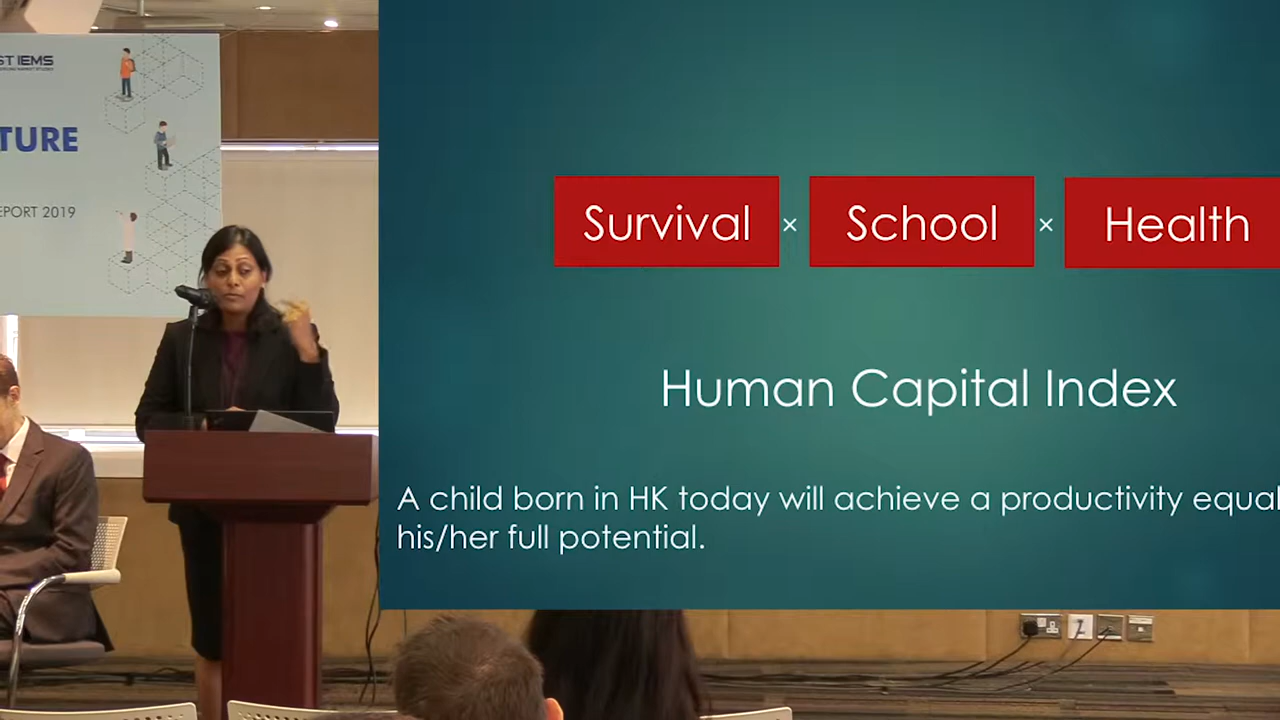 ST IEMS
TURE
EPORT 2019
Survival × School × Health
Human Capital Index
A child born in HK today will achieve a productivity equal
his/her full potential.